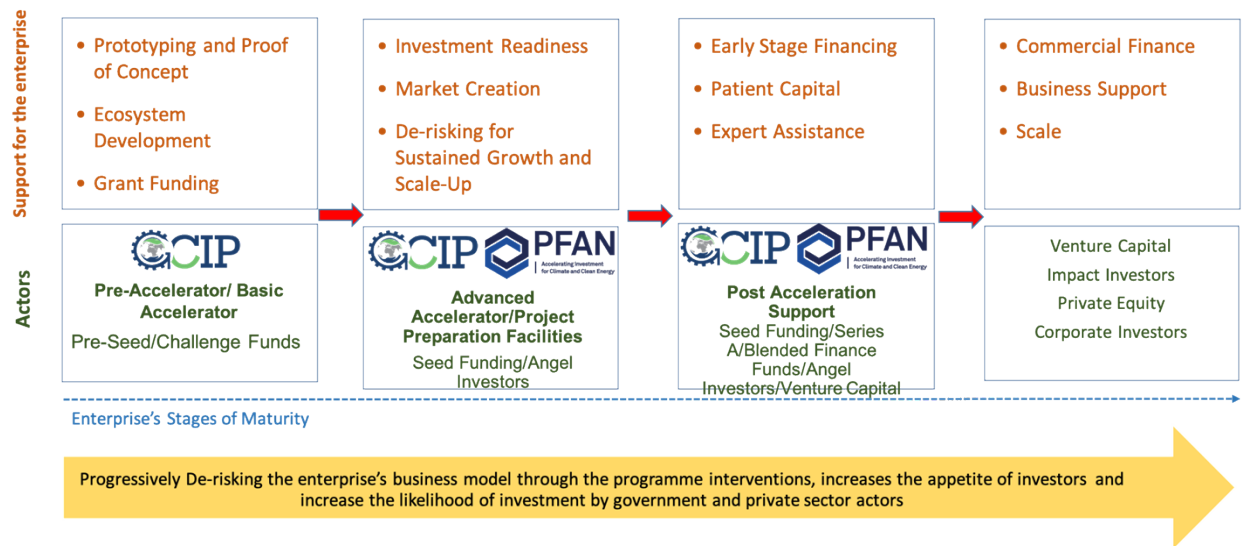 Support for the enterprise
• Prototyping and Proof
of Concept
• Ecosystem
Development
• Grant Funding
• Investment Readiness
• Market Creation
• De-risking for
Sustained Growth and
Scale-Up
• Early Stage Financing
• Patient Capital
• Expert Assistance
• Commercial Finance
• Business Support
• Scale
Actors
GCIP
Pre-Accelerator/ Basic
Accelerator
Pre-Seed/Challenge Funds
GCIP
PFAN
Accelerating Investment
for Climate and Clean Energy
Advanced
Accelerator/Project
Preparation Facilities
Seed Funding/Angel
Investors
GCIP
PFAN
Accelerating Investment
for Climate and Clean Energy
Post Acceleration
Support
Seed Funding/Series
A/Blended Finance
Funds/Angel
Investors/Venture Capital
Venture Capital
Impact Investors
Private Equity
Corporate Investors
Enterprise's Stages of Maturity
Progressively De-risking the enterprise's business model through the programme interventions, increases the appetite of investors and
increase the likelihood of investment by government and private sector actors